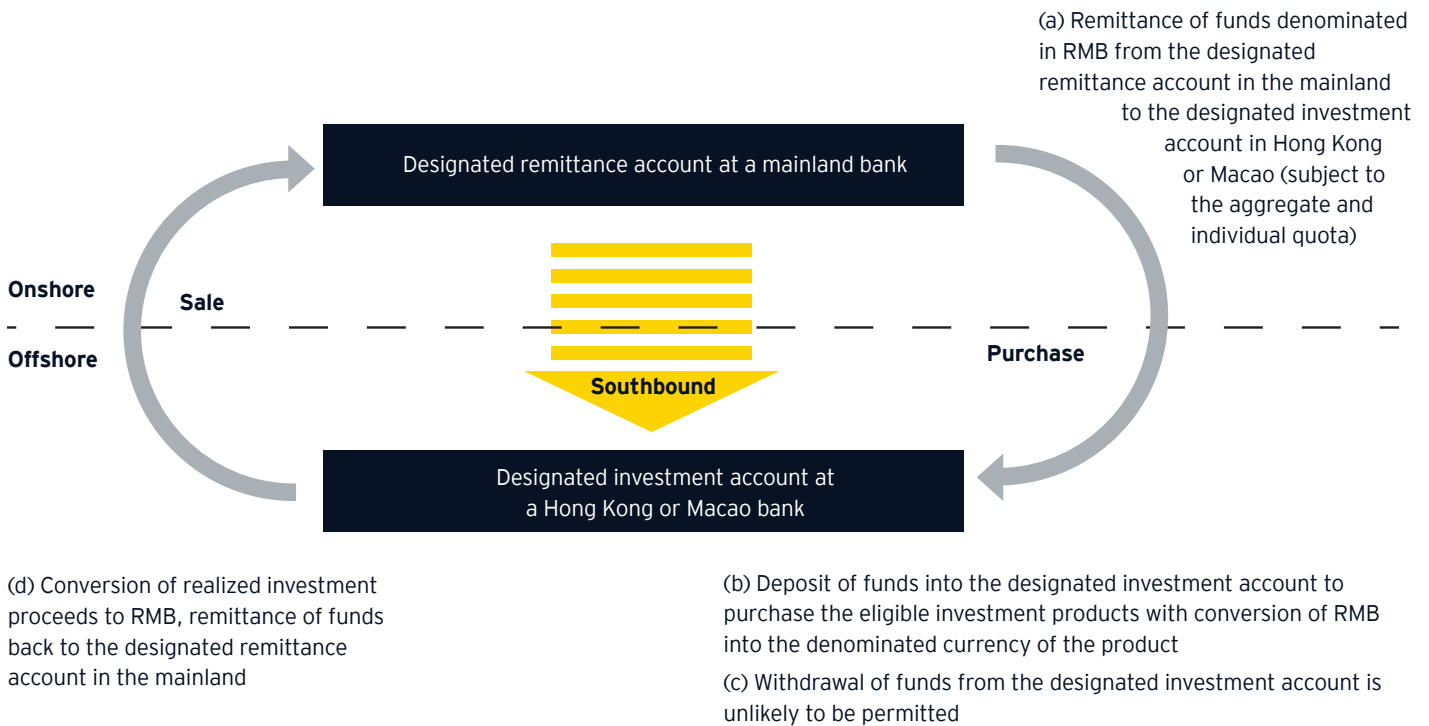 (a) Remittance of funds denominated
in RMB from the designated
remittance account in the mainland
to the designated investment
account in Hong Kong
or Macao (subject to
the aggregate and
individual quota)
Designated remittance account at a mainland bank
Onshore
Sale
Offshore
Purchase
Southbound
Designated investment account at
a Hong Kong or Macao bank
(d) Conversion of realized investment
proceeds to RMB, remittance of funds
back to the designated remittance
account in the mainland
(b) Deposit of funds into the designated investment account to
purchase the eligible investment products with conversion of RMB
into the denominated currency of the product
(c) Withdrawal of funds from the designated investment account is
unlikely to be permitted